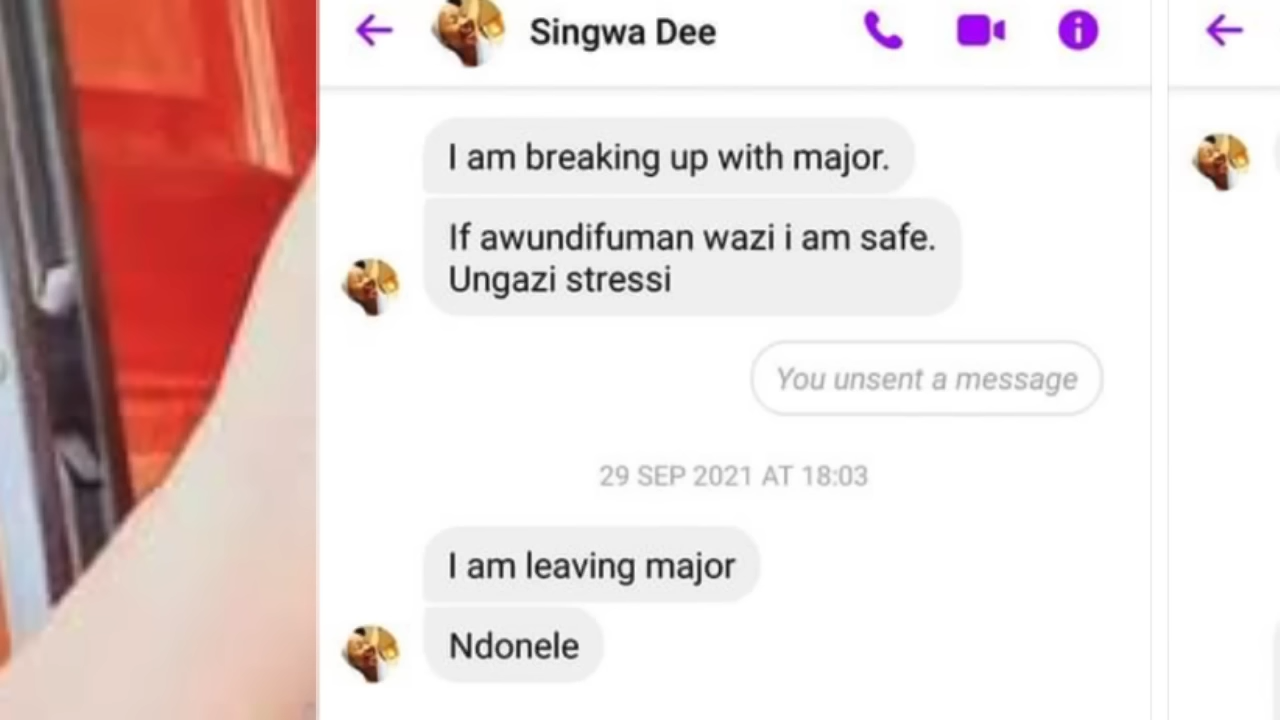 Singwa Dee
I am breaking up with major.
If awundifuman wazi i am safe.
Ungazi stressi
You unsent a message
29 SEP 2021 AT 18:03
I am leaving major
Ndonele